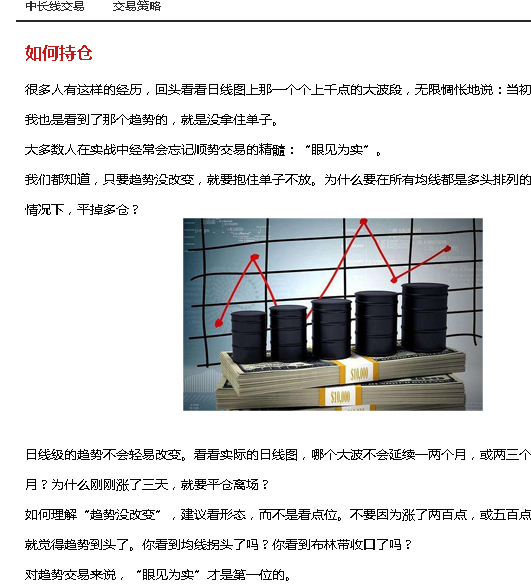 中长线交易 交易策略
如何持仓
很多人有这样的经历，回头看看日线图上那一个个上千点的大波段，无限惆怅地说：当初
我也是看到了那个趋势的，就是没拿住单子。
大多数人在实战中经常会忘记顺势交易的精髓：“眼见为实”。
我们都知道，只要趋势没改变，就要抱住单子不放。为什么要在所有均线都是多头排列的
情况下，平掉多仓？
$10,000
$10,000
日线级的趋势不会轻易改变。看看实际的日线图，哪个大波不会延续一两个月，或两三个
月？为什么刚刚涨了三天，就要平仓离场？
如何理解“趋势没改变”，建议看形态，而不是看点位。不要因为涨了两百点，或五百点
就觉得趋势到头了。你看到均线拐头了吗？你看到布林带收口了吗？
对趋势交易来说，“眼见为实”才是第一位的。